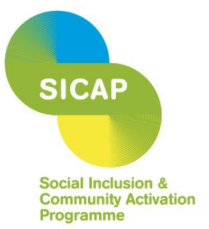 SICAP
Social Inclusion &
Community Activation
Programme